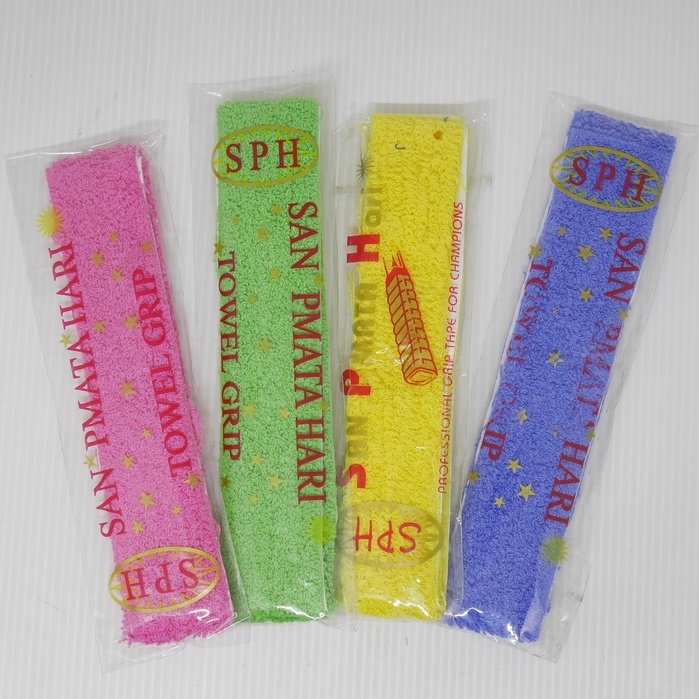 SAN PMATA HARI
TOWEL GRIP
SPH
SPH
SAN PMATA HARI
TOWEL GRIP
San PMATA Hari
PROFESSIONAL GRIP TAPE FOR CHAMPIONS
SPH
SPH
SAN PMATA HARI
TOWEL GRIP